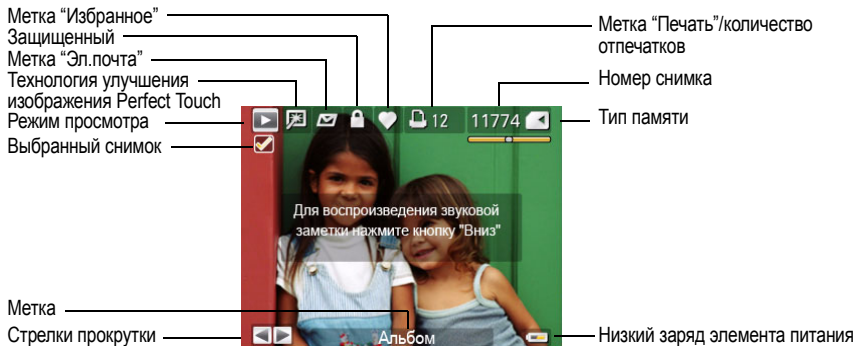 Метка “Избранное”
Защищенный
Метка “Эл.почта”
Технология улучшения
изображения Perfect Touch
Режим просмотра
Выбранный снимок
Метка
Стрелки прокрутки
Метка “Печать”/количество
отпечатков
Номер снимка
Тип памяти
Низкий заряд элемента питания
12
11774
Для воспроизведения звуковой
заметки нажмите кнопку "Вниз"
Альбом